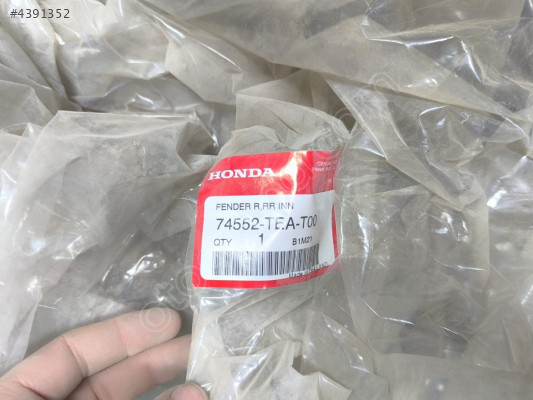 #4391352
HONDA
FENDER R,RR INN
74552-TEA-T00
QTY 1 B1M21